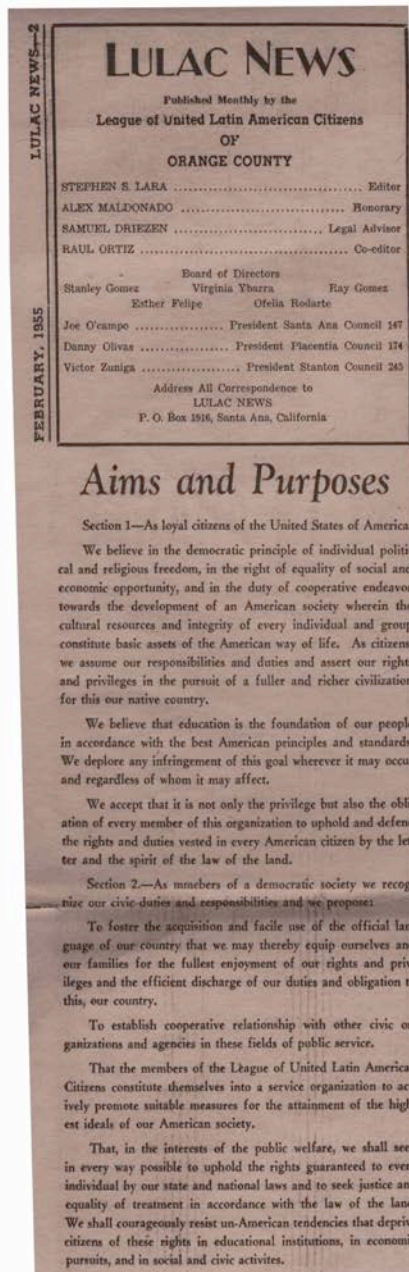 LULAC NEWS—2
FEBRUARY, 1955
LULAC NEWS
Published Monthly by the
League of United Latin American Citizens
OF
ORANGE COUNTY
STEPHEN S. LARA .................................... Editor
ALEX MALDONADO ................................ Honorary
SAMUEL DRIEZEN ............................. Legal Advisor
RAUL ORTIZ ........................................ Co-editor
Board of Directors
Stanley Gomez Virginia Ybarra Ray Gomez
Esther Felipe Ofelia Rodarte
Joe O'campo ................. President Santa Ana Council 147
Danny Olivas ................. President Placentia Council 174
Victor Zuniga ................... President Stanton Council 245
Address All Correspondence to
LULAC NEWS
P. O. Box 1916, Santa Ana, California
Aims and Purposes
Section 1—As loyal citizens of the United States of America
We believe in the democratic principle of individual politi
cal and religious freedom, in the right of equality of social and
economic opportunity, and in the duty of cooperative endeavor
towards the development of an American society wherein the
cultural resources and integrity of every individual and group
constitute basic assets of the American way of life. As citizens
we assume our responsibilities and duties and assert our right
and privileges in the pursuit of a fuller and richer civilization
for this our native country.
We believe that education is the foundation of our people
in accordance with the best American principles and standards
We deplore any infringement of this goal wherever it may occu
and regardless of whom it may affect.
We accept that it is not only the privilege but also the obli
ation of every member of this organization to uphold and defend
the rights and duties vested in every American citizen by the let
ter and the spirit of the law of the land.
Section 2.—As mmebers of a democratic society we recog
nize our civic duties and responsibilities and we propose:
To foster the acquisition and facile use of the official lan
guage of our country that we may thereby equip ourselves an
our families for the fullest enjoyment of our rights and priv
ileges and the efficient discharge of our duties and obligation t
this, our country.
To establish cooperative relationship with other civic o
ganizations and agencies in these fields of public service.
That the members of the League of United Latin America
Citizens constitute themselves into a service organization to ac
ively promote suitable measures for the attainment of the high
est ideals of our American society.
That, in the interests of the public welfare, we shall see
in every way possible to uphold the rights guaranteed to ever
individual by our state and national laws and to seek justice an
equality of treatment in accordance with the law of the land
We shall courageously resist un-American tendencies that depriv
citizens of these rights in educational institutions, in economi
pursuits, and in social and civic activites.